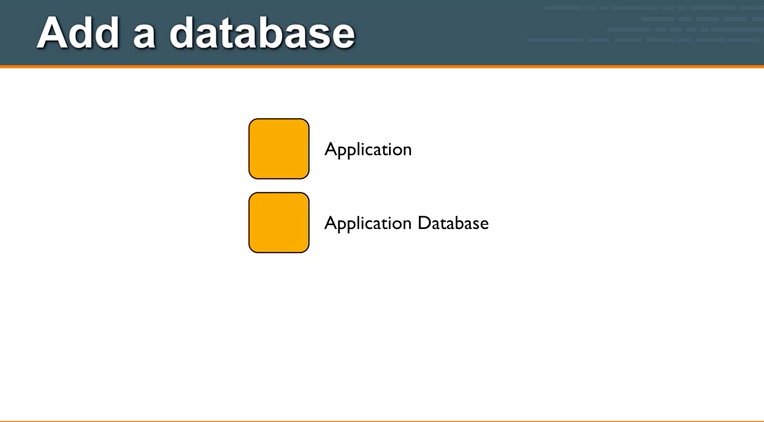 Add a database
Application
Application Database